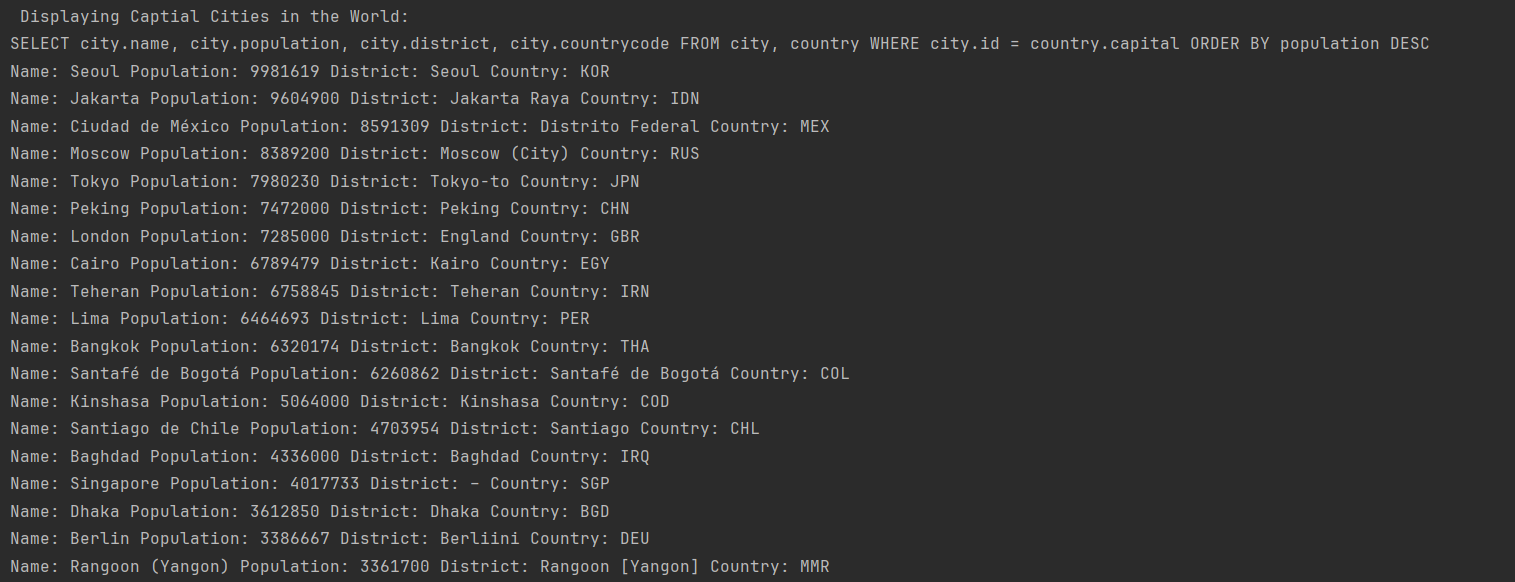 Displaying Captial Cities in the World:
SELECT city.name, city.population, city.district, city.countrycode FROM city, country WHERE city.id = country.capital ORDER BY population DESC
Name: Seoul Population: 9981619 District: Seoul Country: KOR
Name: Jakarta Population: 9604900 District: Jakarta Raya Country: IDN
Name: Ciudad de México Population: 8591309 District: Distrito Federal Country: MEX
Name: Moscow Population: 8389200 District: Moscow (City) Country: RUS
Name: Tokyo Population: 7980230 District: Tokyo-to Country: JPN
Name: Peking Population: 7472000 District: Peking Country: CHN
Name: London Population: 7285000 District: England Country: GBR
Name: Cairo Population: 6789479 District: Kairo Country: EGY
Name: Teheran Population: 6758845 District: Teheran Country: IRN
Name: Lima Population: 6464693 District: Lima Country: PER
Name: Bangkok Population: 6320174 District: Bangkok Country: THA
Name: Santafé de Bogotá Population: 6260862 District: Santafé de Bogotá Country: COL
Name: Kinshasa Population: 5064000 District: Kinshasa Country: COD
Name: Santiago de Chile Population: 4703954 District: Santiago Country: CHL
Name: Baghdad Population: 4336000 District: Baghdad Country: IRQ
Name: Singapore Population: 4017733 District: – Country: SGP
Name: Dhaka Population: 3612850 District: Dhaka Country: BGD
Name: Berlin Population: 3386667 District: Berliini Country: DEU
Name: Rangoon (Yangon) Population: 3361700 District: Rangoon [Yangon] Country: MMR